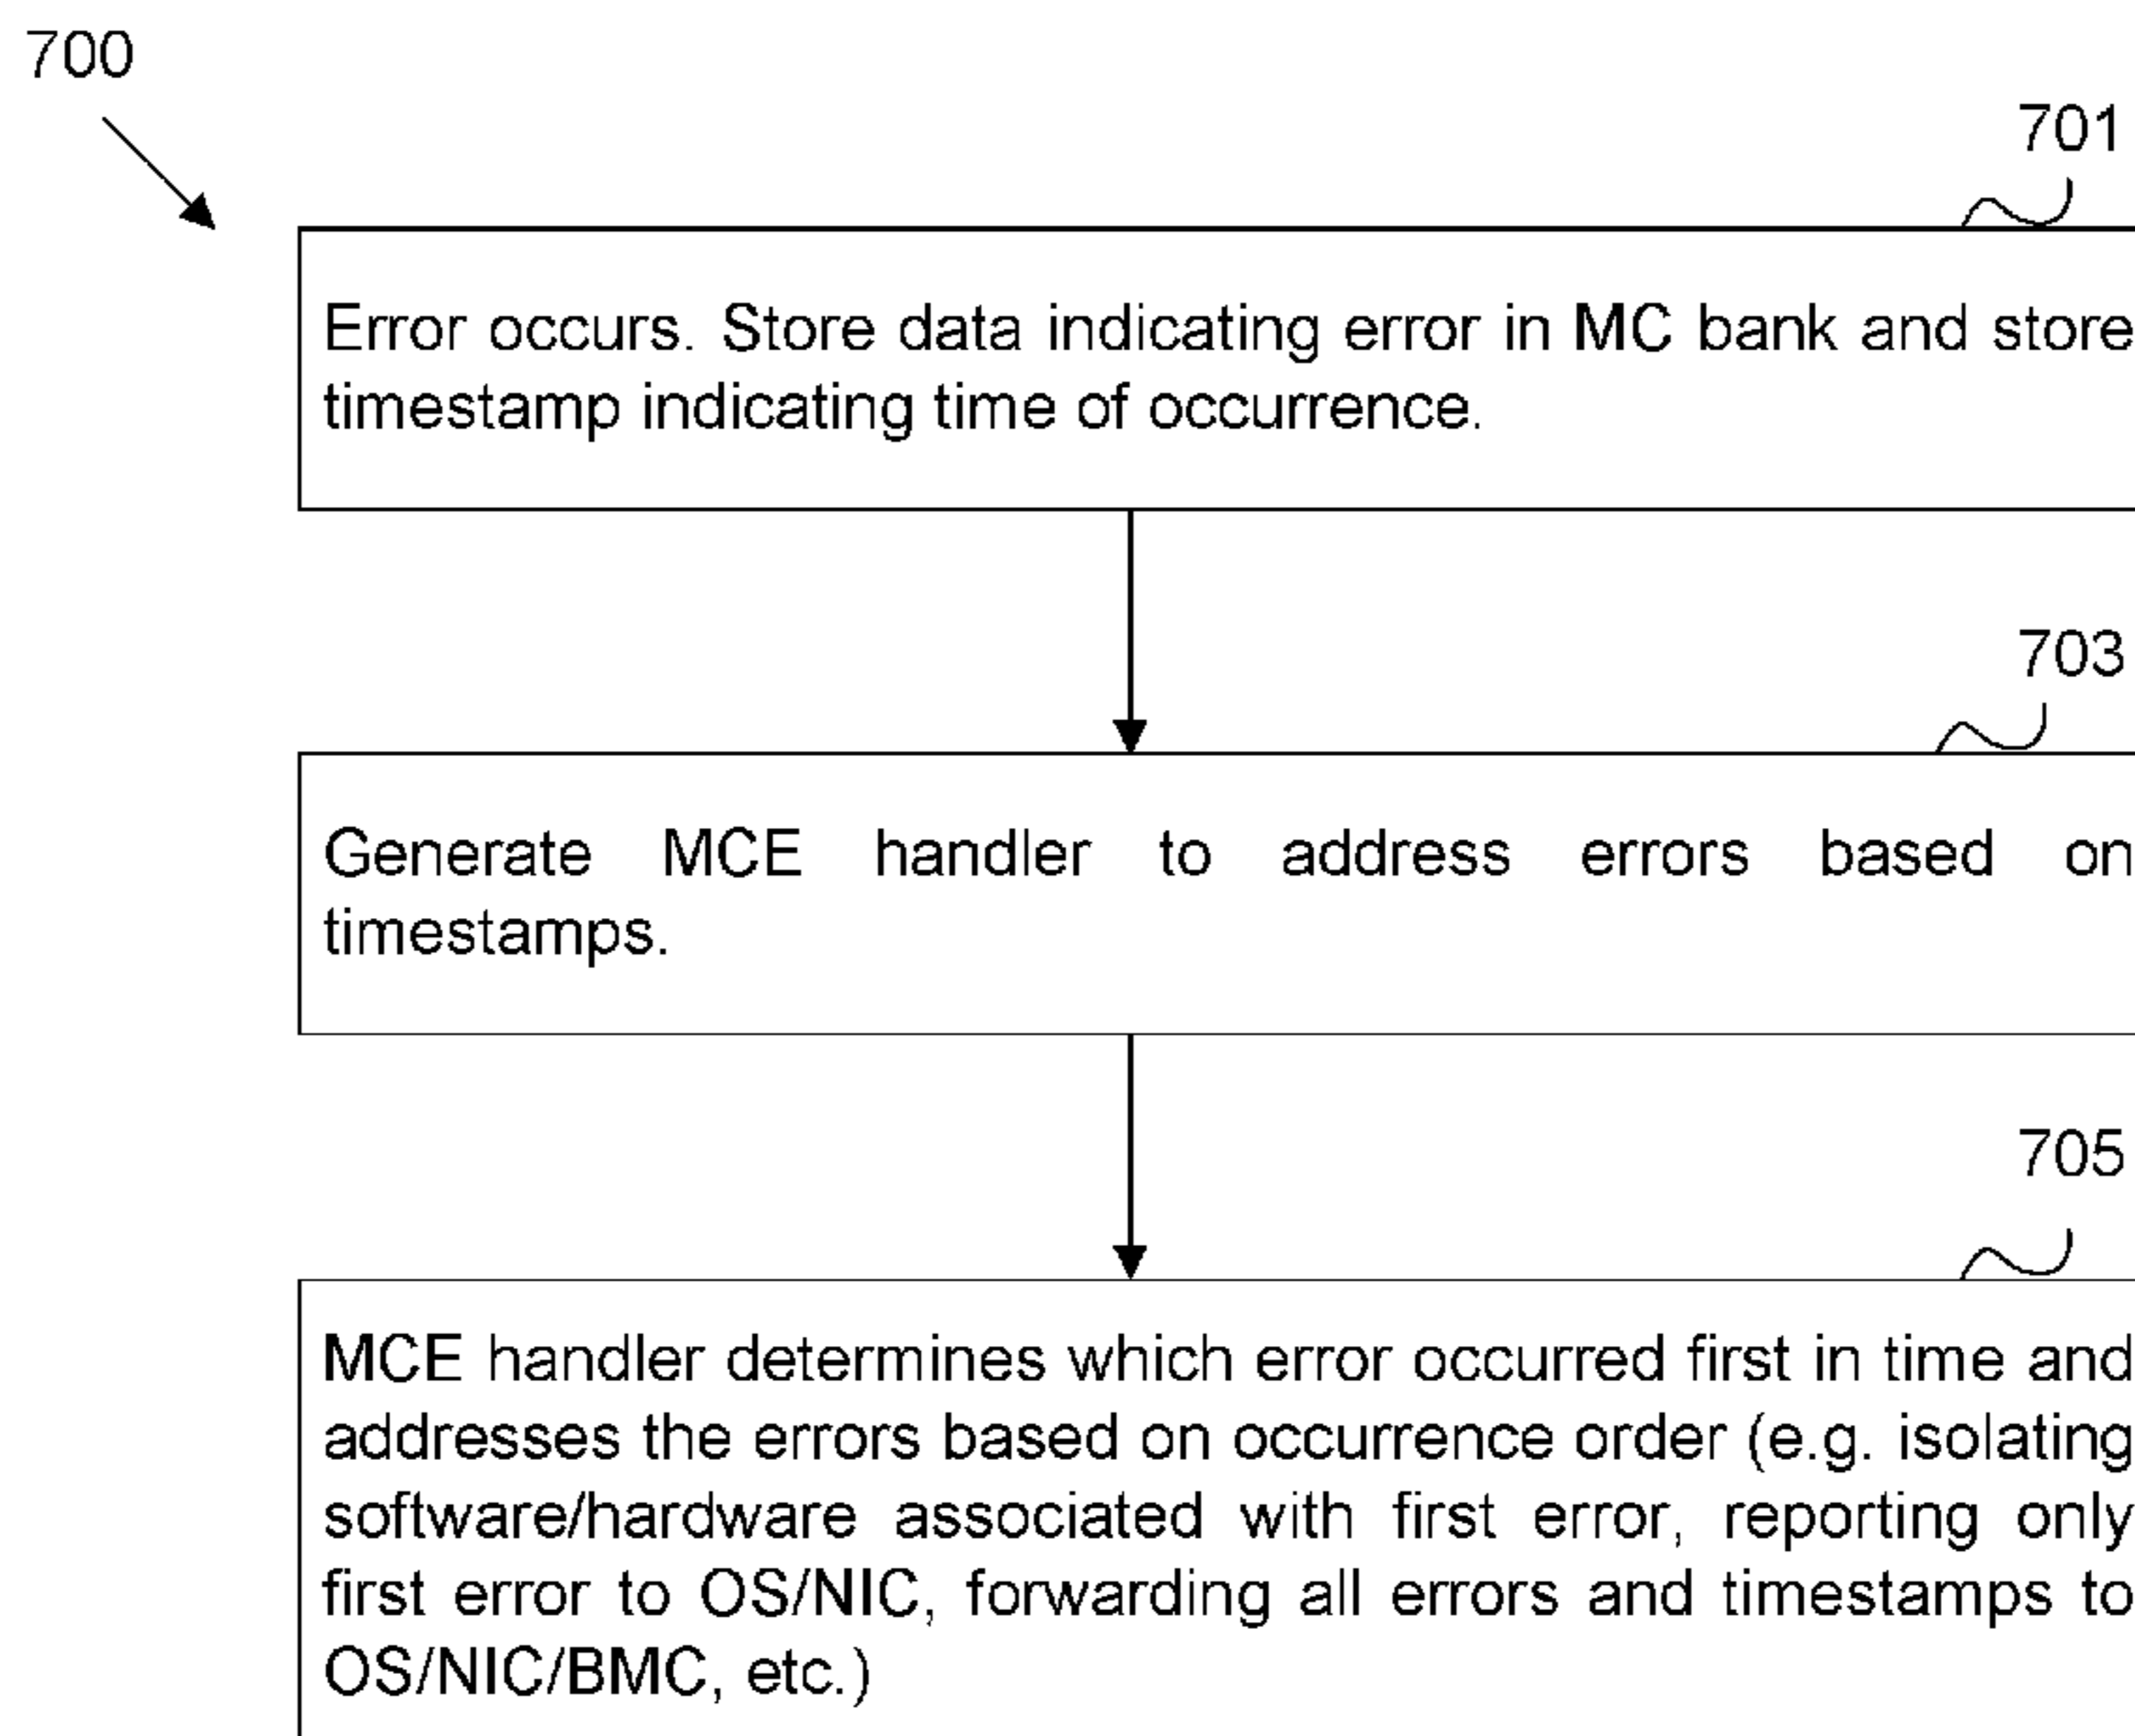 700
701
Error occurs. Store data indicating error in MC bank and store
timestamp indicating time of occurrence.
703
Generate MCE handler to address errors based on
timestamps.
705
MCE handler determines which error occurred first in time and
addresses the errors based on occurrence order (e.g. isolating
software/hardware associated with first error, reporting only
first error to OS/NIC, forwarding all errors and timestamps to
OS/NIC/BMC, etc.)